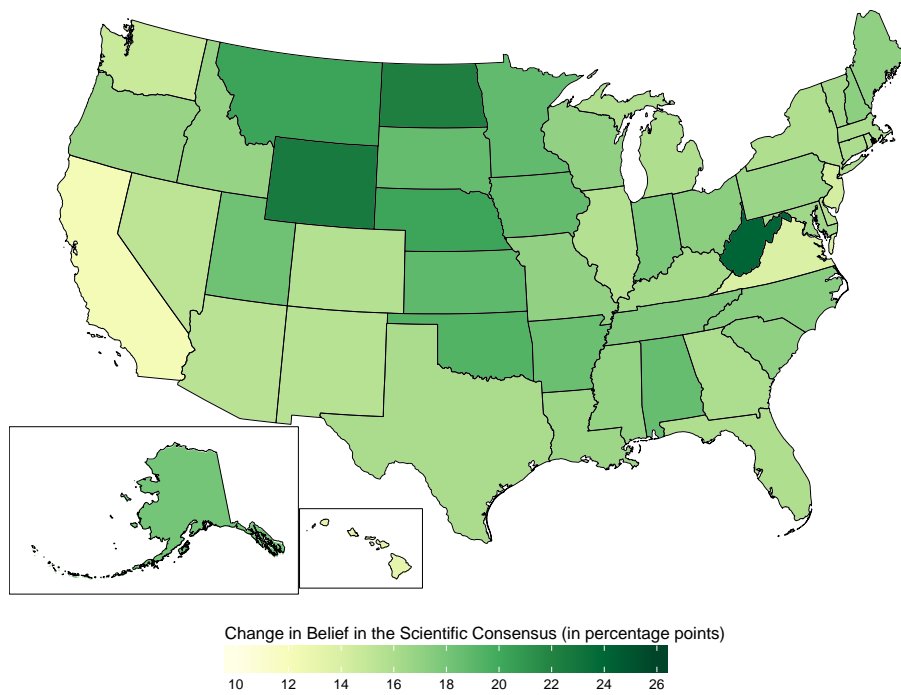 Change in Belief in the Scientific Consensus (in percentage points)
10 12 14 16 18 20 22 24 26